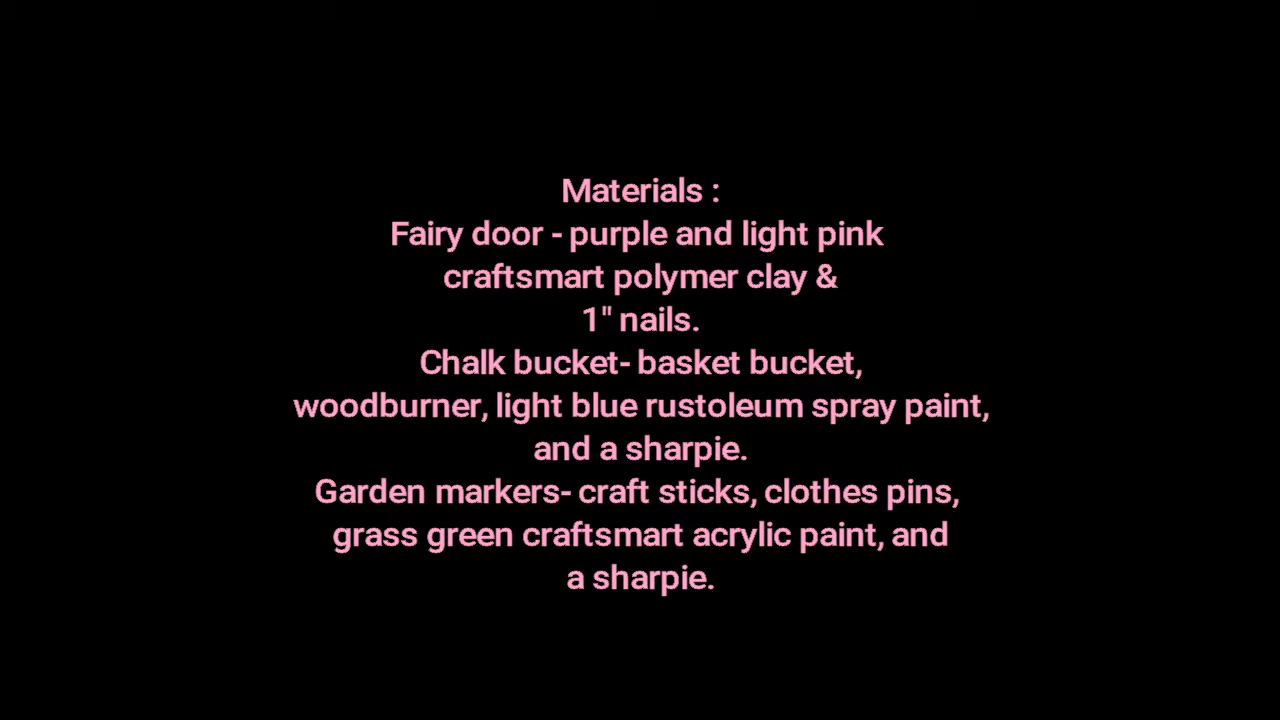 Materials :
Fairy door - purple and light pink
craftsmart polymer clay &
1" nails.
Chalk bucket- basket bucket,
woodburner, light blue rustoleum spray paint,
and a sharpie.
Garden markers- craft sticks, clothes pins,
grass green craftsmart acrylic paint, and
a sharpie.